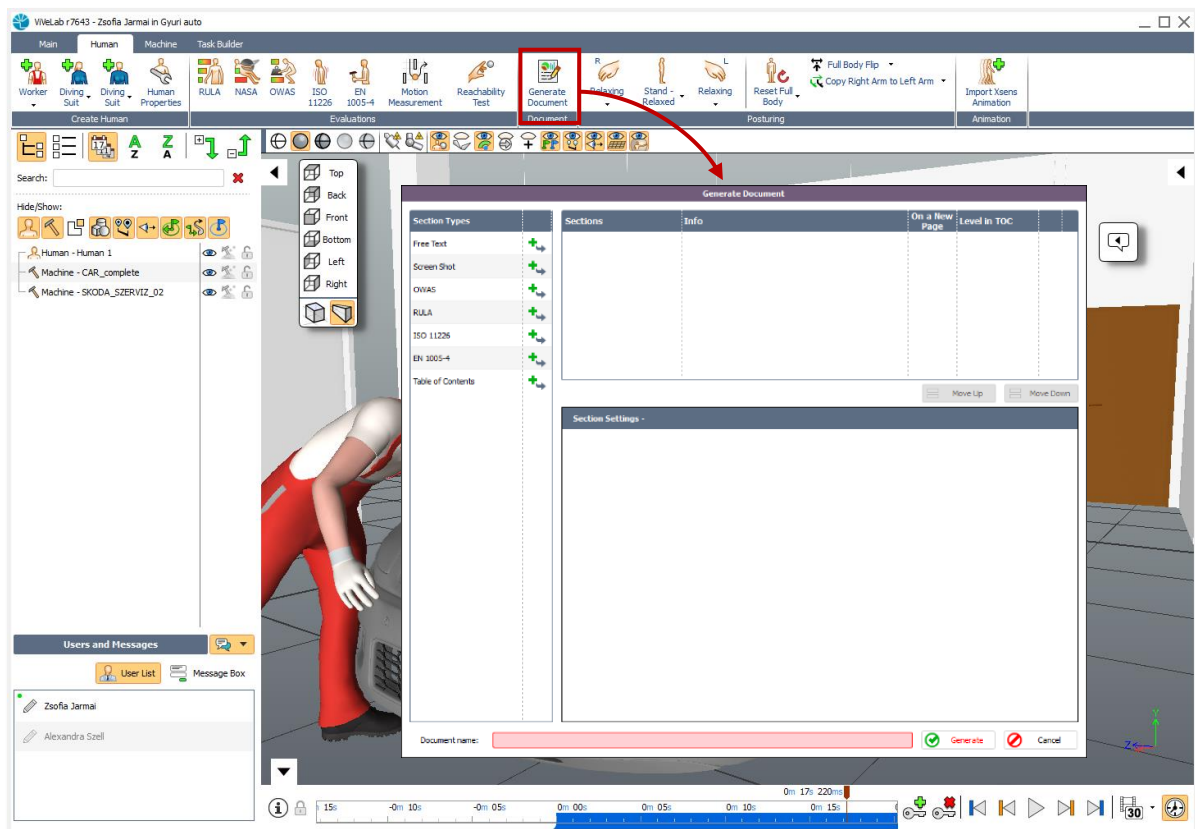 ViVeLab r7643 - Zsofia Jarmai in Gyuri auto
Main Human Machine Task Builder
Worker
Diving Suit
Diving Suit
Human Properties
RULA
NASA
OWAS
ISO 11226
EN 1005-4
Motion Measurement
Reachability Test
Generate Document
R
Relaxing
Stand - Relaxed
L
Relaxing
Reset Full Body
Full Body Flip
Copy Right Arm to Left Arm
Import Xsens Animation
Create Human
Evaluations
Document
Posturing
Animation
17
A
Z
Z
A
Search:
Hide/Show:
Human - Human 1
Machine - CAR_complete
Machine - SKODA_SZERVIZ_02
Top
Back
Front
Bottom
Left
Right
Generate Document
Section Types
Free Text
Screen Shot
OWAS
RULA
ISO 11226
EN 1005-4
Table of Contents
Sections Info On a New Page Level in TOC
Move Up Move Down
Section Settings -
Document name:
Generate
Cancel
Users and Messages
User List
Message Box
Zsofia Jarmai
Alexandra Szell
Y
Z
0m 17s 220ms
15s -0m 10s -0m 05s 0m 00s 0m 05s 0m 10s 0m 15s
30